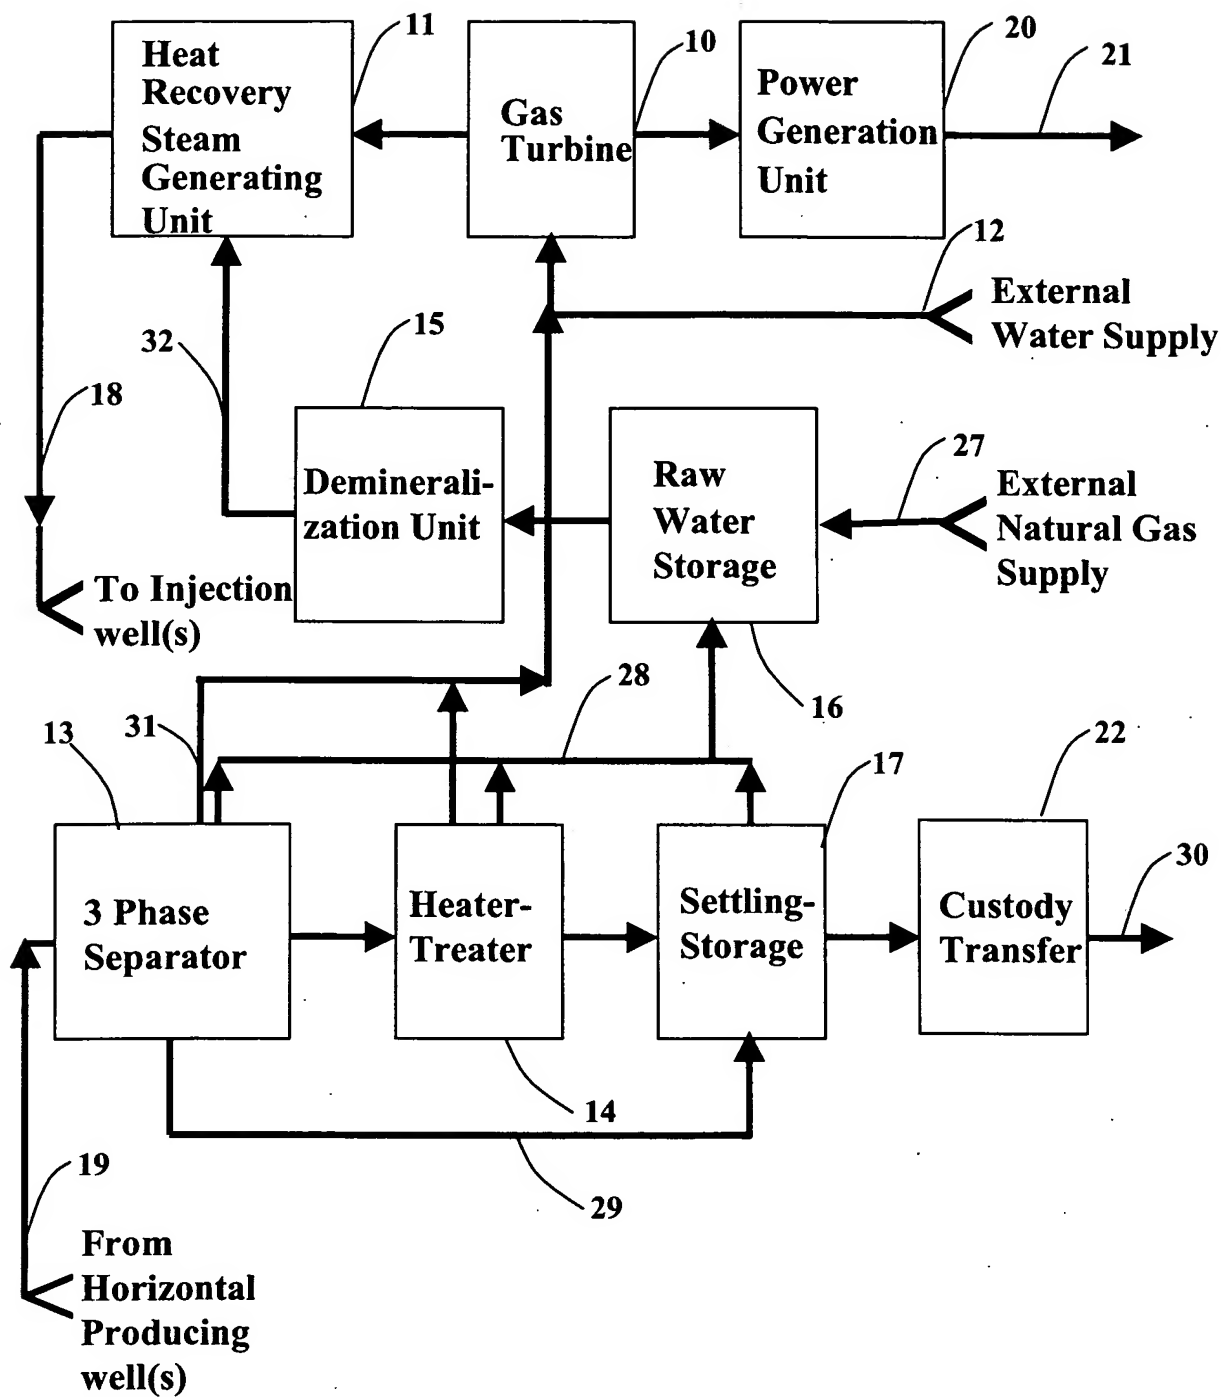 11
10
20
21
Heat
Recovery
Steam
Generating
Unit
Gas
Turbine
Power
Generation
Unit
12
External
Water Supply
32
15
18
Deminerali-
zation Unit
Raw
Water
Storage
27
External
Natural Gas
Supply
To Injection
well(s)
28
16
31
13
17
22
30
3 Phase
Separator
Heater-
Treater
Settling-
Storage
Custody
Transfer
14
29
19
From
Horizontal
Producing
well(s)